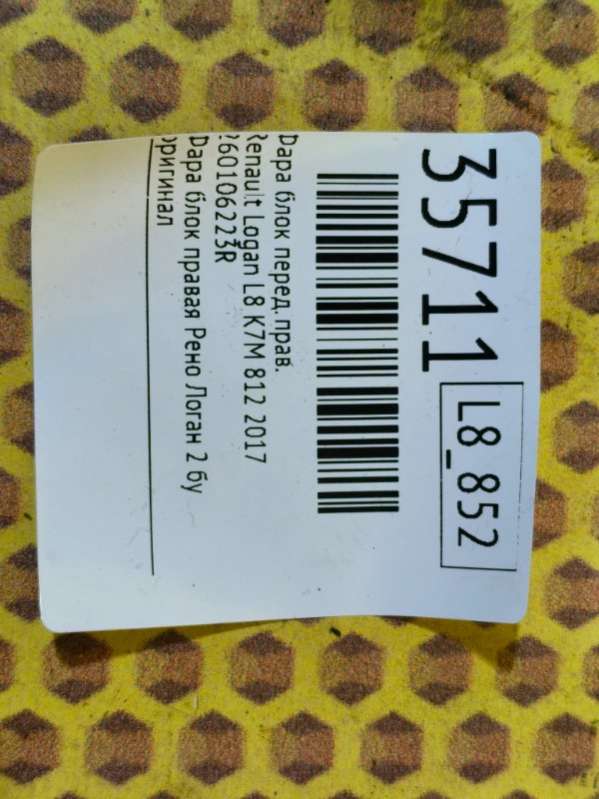 35711 L8_852
Фара блок перед. прав.
Renault Logan L8 K7M 812 2017
260106223R
Фара блок правая Рено Логан 2 бу
оригинал